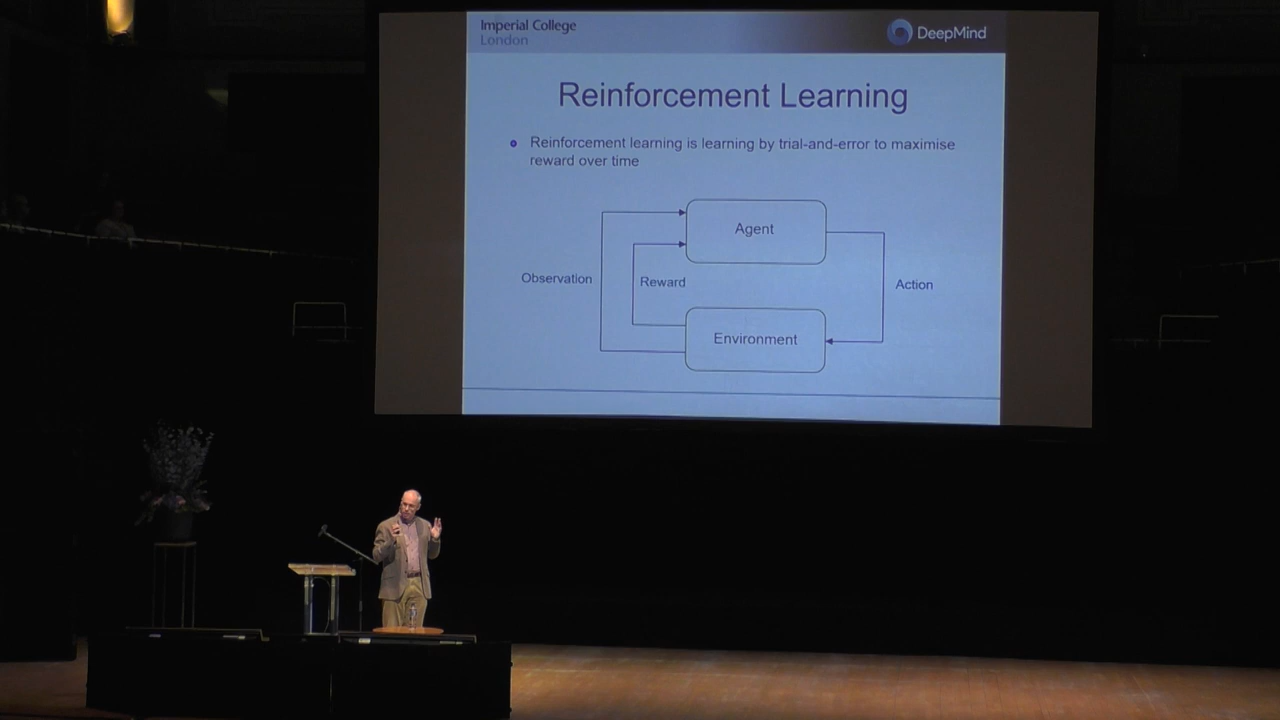 Imperial College
London
DeepMind
Reinforcement Learning
Reinforcement learning is learning by trial-and-error to maximise
reward over time
Agent
Observation
Reward
Action
Environment